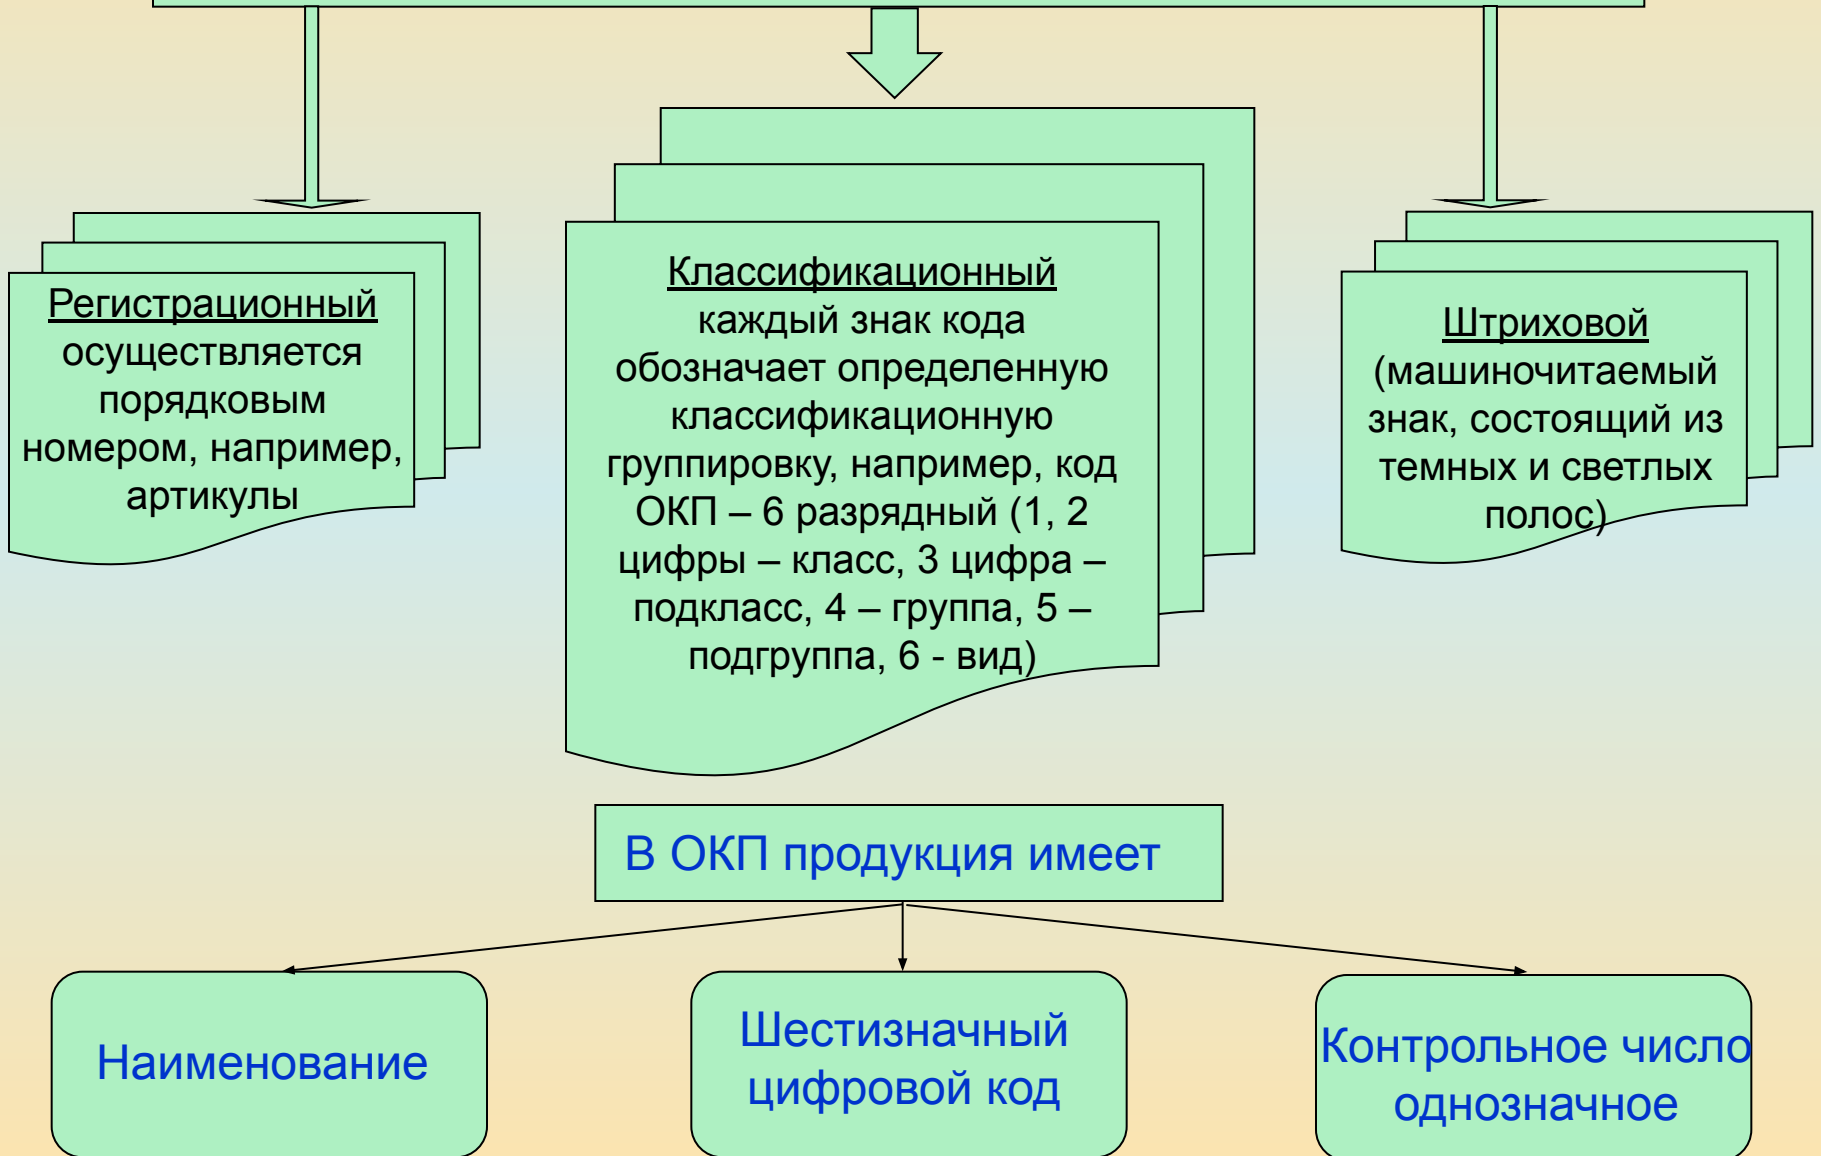 Регистрационный
осуществляется
порядковым
номером, например,
артикулы
Классификационный
каждый знак кода
обозначает определенную
классификационную
группировку, например, код
ОКП – 6 разрядный (1, 2
цифры – класс, 3 цифра –
подкласс, 4 – группа, 5 –
подгруппа, 6 - вид)
Штриховой
(машиночитаемый
знак, состоящий из
темных и светлых
полос)
В ОКП продукция имеет
Наименование
Шестизначный
цифровой код
Контрольное число
однозначное